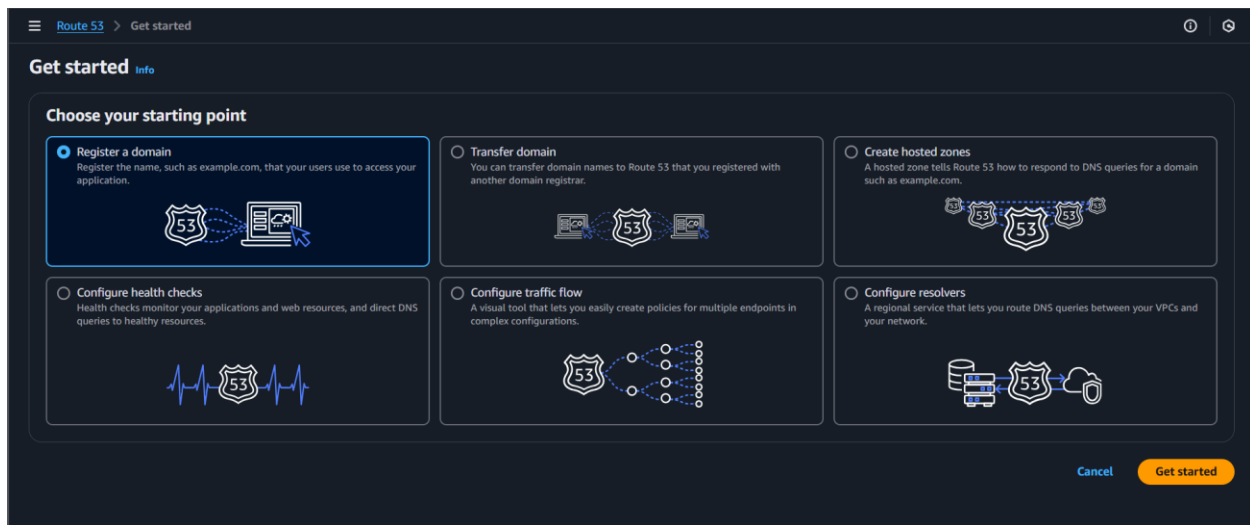 Route 53 > Get started
Get started Info
Choose your starting point
Register a domain
Register the name, such as example.com, that your users use to access your
application.
53
Transfer domain
You can transfer domain names to Route 53 that you registered with
another domain registrar.
53
Create hosted zones
A hosted zone tells Route 53 how to respond to DNS queries for a domain
such as example.com.
53 53 53 53 53
Configure health checks
Health checks monitor your applications and web resources, and direct DNS
queries to healthy resources.
53
Configure traffic flow
A visual tool that lets you easily create policies for multiple endpoints in
complex configurations.
53
Configure resolvers
A regional service that lets you route DNS queries between your VPCs and
your network.
53
Cancel Get started